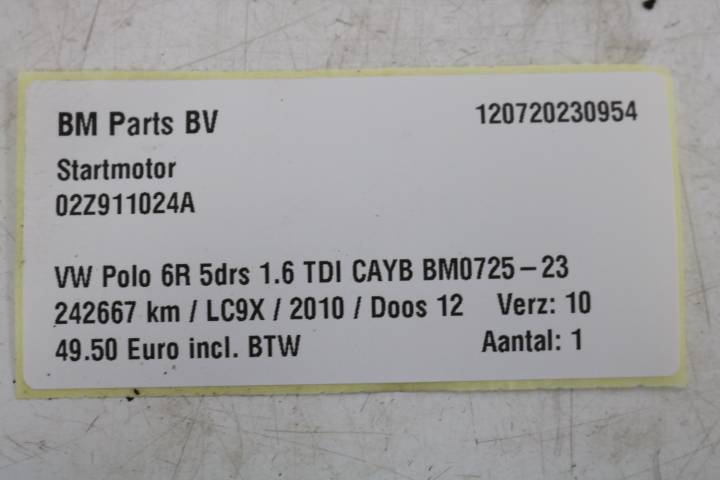 BM Parts BV 120720230954
Startmotor
02Z911024A
VW Polo 6R 5drs 1.6 TDI CAYB BM0725-23
242667 km / LC9X / 2010 / Doos 12 Verz: 10
49.50 Euro incl. BTW Aantal: 1